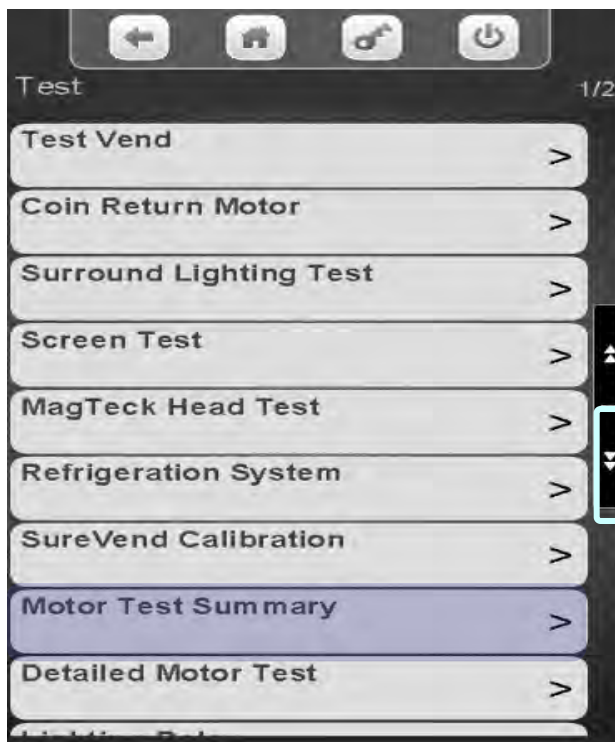 Test
1/2
Test Vend
>
Coin Return Motor
>
Surround Lighting Test
>
Screen Test
>
MagTeck Head Test
>
Refrigeration System
>
SureVend Calibration
>
Motor Test Summary
>
Detailed Motor Test
>